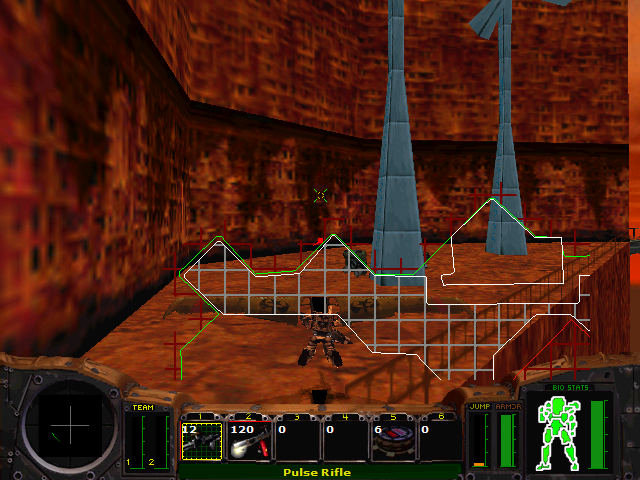 BIO STATS
TEAM
1 2 3 4 5 6
JUMP ARMOR
12 120 0 0 6 0
1 2
Pulse Rifle